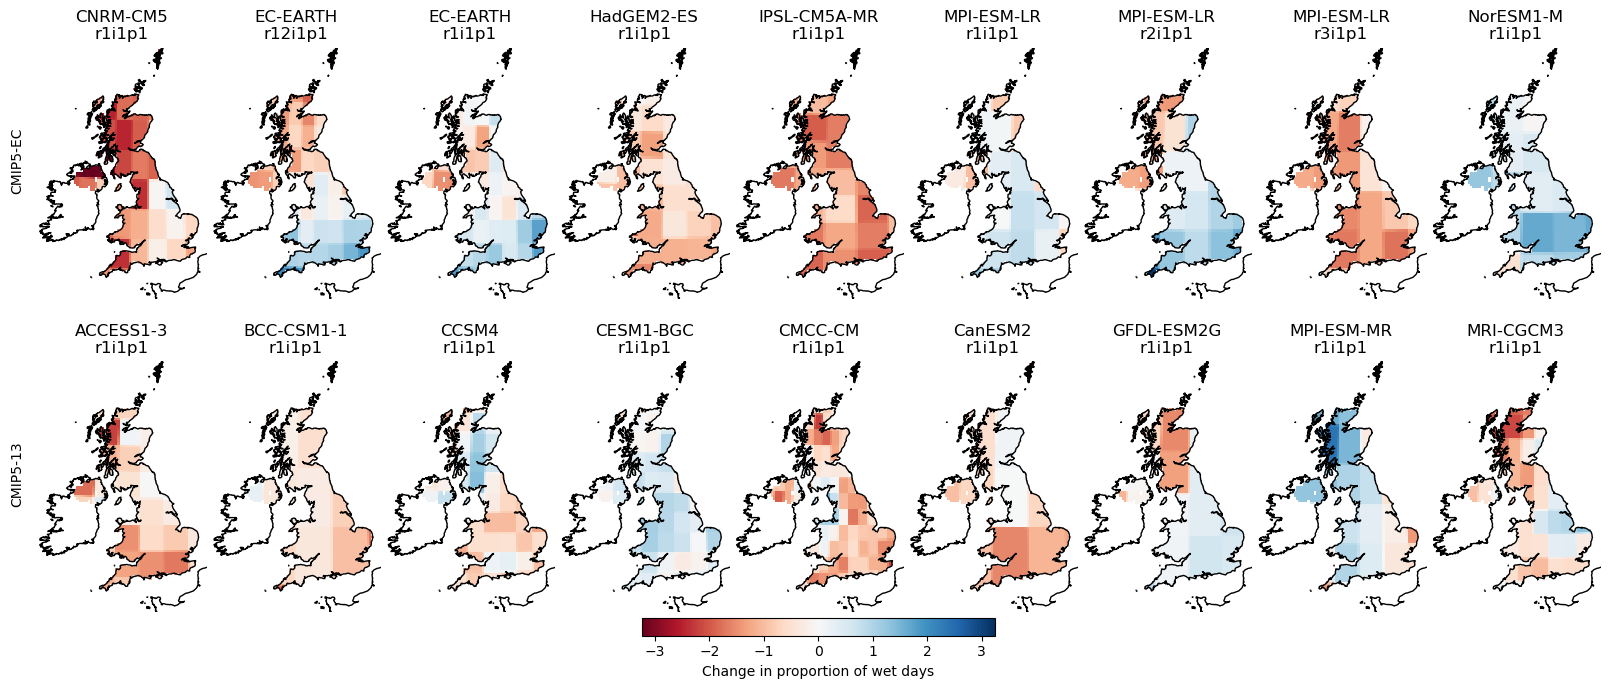 CNRM-CM5
r1i1p1
EC-EARTH
r12i1p1
EC-EARTH
r1i1p1
HadGEM2-ES
r1i1p1
IPSL-CM5A-MR
r1i1p1
MPI-ESM-LR
r1i1p1
MPI-ESM-LR
r2i1p1
MPI-ESM-LR
r3i1p1
NorESM1-M
r1i1p1
CMIP5-EC
ACCESS1-3
r1i1p1
BCC-CSM1-1
r1i1p1
CCSM4
r1i1p1
CESM1-BGC
r1i1p1
CMCC-CM
r1i1p1
CanESM2
r1i1p1
GFDL-ESM2G
r1i1p1
MPI-ESM-MR
r1i1p1
MRI-CGCM3
r1i1p1
CMIP5-13
−3 −2 −1 0 1 2 3
Change in proportion of wet days